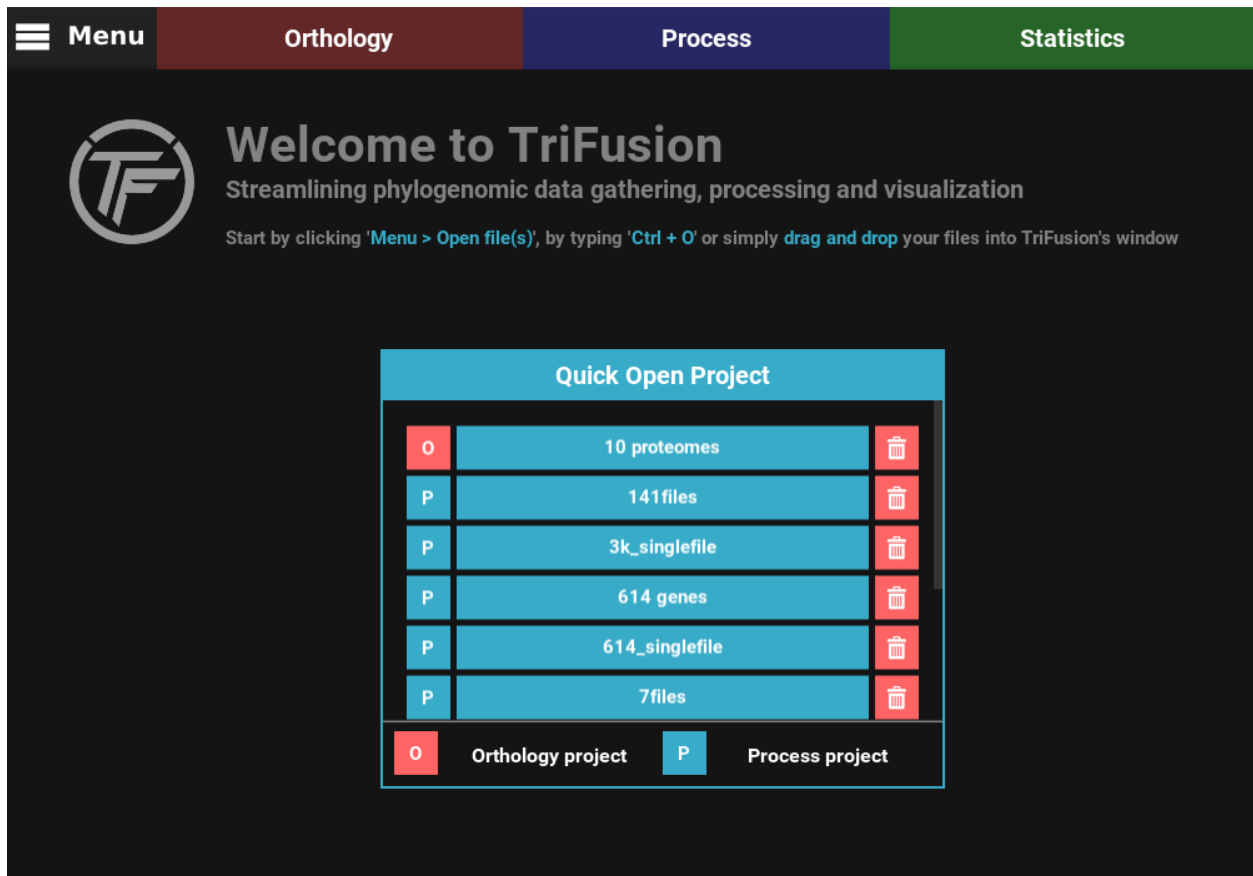 Menu
Orthology
Process
Statistics
TF
Welcome to TriFusion
Streamlining phylogenomic data gathering, processing and visualization
Start by clicking 'Menu > Open file(s)', by typing 'Ctrl + O' or simply drag and drop your files into TriFusion's window
Quick Open Project
O 10 proteomes
P 141files
P 3k_singlefile
P 614 genes
P 614_singlefile
P 7files
O Orthology project P Process project